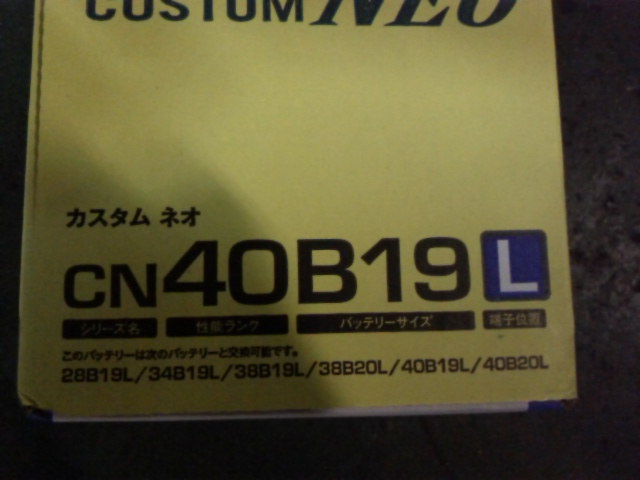 CUSTOM NEO
カスタム ネオ
CN40B19 L
シリーズ名 性能ランク バッテリーサイズ 端子位置
このバッテリーは次のバッテリーと交換可能です。
28B19L/34B19L/38B19L/38B20L/40B19L/40B20L